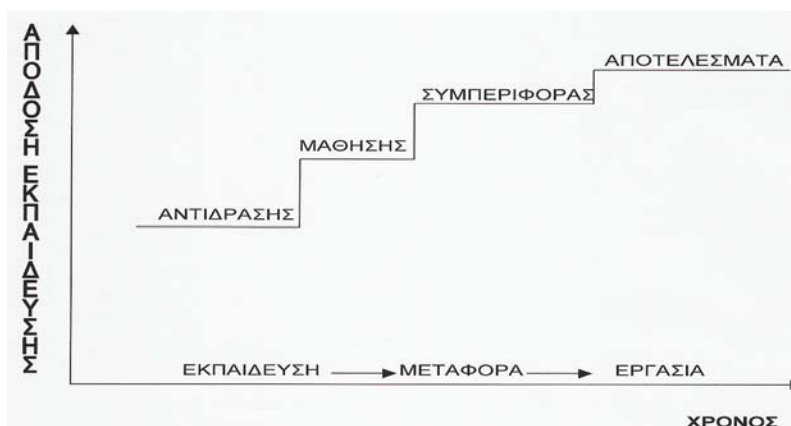 ΑΠΟΔΟΣΗ ΕΚΠΑΙΔΕΥΣΗΣ
ΑΠΟΤΕΛΕΣΜΑΤΑ
ΣΥΜΠΕΡΙΦΟΡΑΣ
ΜΑΘΗΣΗΣ
ΑΝΤΙΔΡΑΣΗΣ
ΕΚΠΑΙΔΕΥΣΗ ΜΕΤΑΦΟΡΑ ΕΡΓΑΣΙΑ
ΧΡΟΝΟΣ